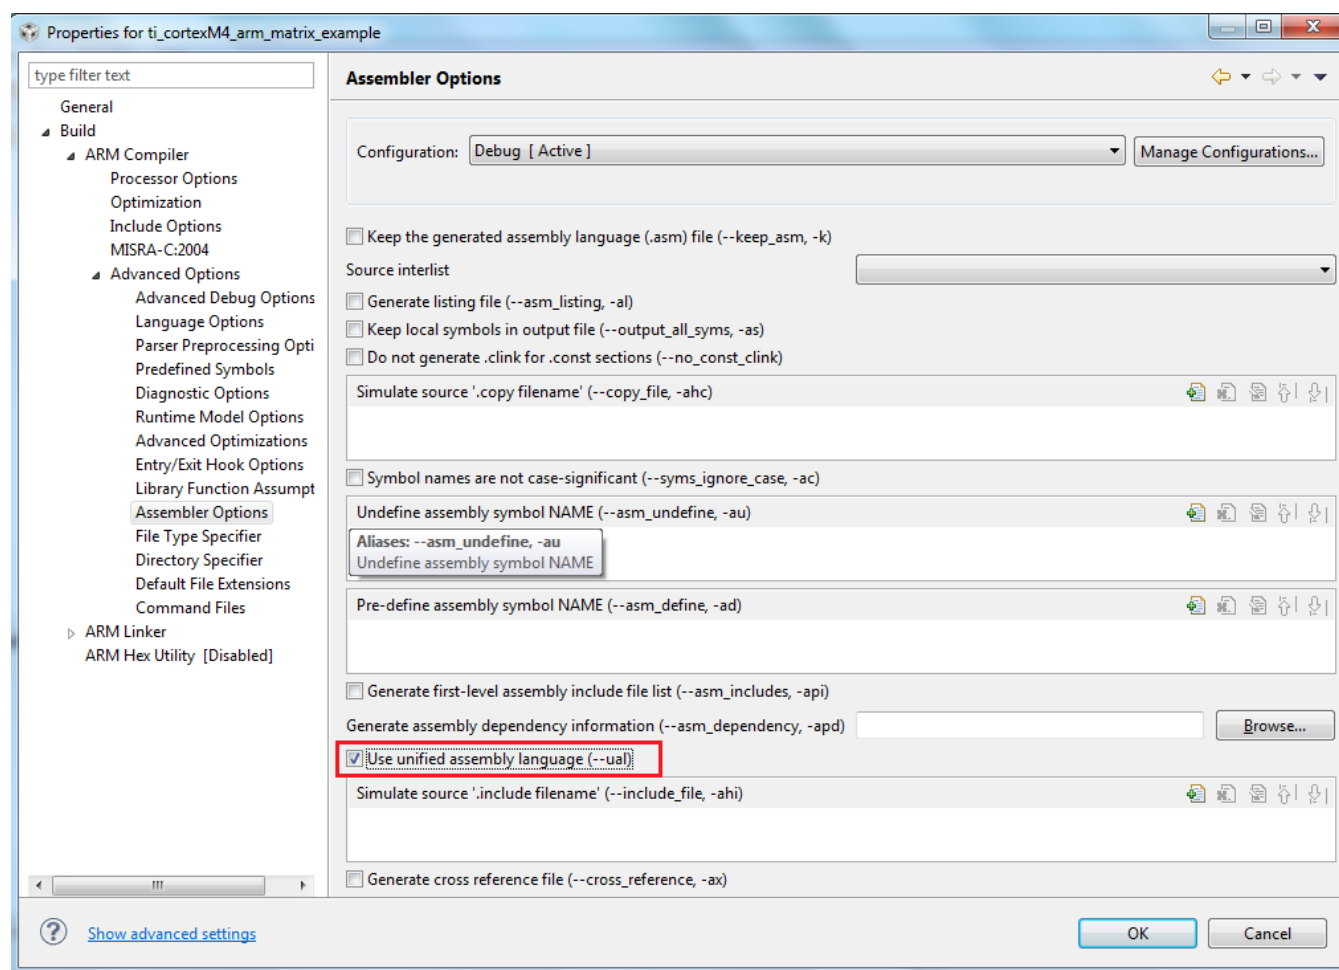 Properties for ti_cortexM4_arm_matrix_example
type filter text
General
Build
ARM Compiler
Processor Options
Optimization
Include Options
MISRA-C:2004
Advanced Options
Advanced Debug Options
Language Options
Parser Preprocessing Opti
Predefined Symbols
Diagnostic Options
Runtime Model Options
Advanced Optimizations
Entry/Exit Hook Options
Library Function Assumpt
Assembler Options
File Type Specifier
Directory Specifier
Default File Extensions
Command Files
ARM Linker
ARM Hex Utility [Disabled]
Assembler Options
Configuration: Debug [ Active ] Manage Configurations...
Keep the generated assembly language (.asm) file (--keep_asm, -k)
Source interlist
Generate listing file (--asm_listing, -al)
Keep local symbols in output file (--output_all_syms, -as)
Do not generate .clink for .const sections (--no_const_clink)
Simulate source '.copy filename' (--copy_file, -ahc)
Symbol names are not case-significant (--syms_ignore_case, -ac)
Undefine assembly symbol NAME (--asm_undefine, -au)
Aliases: --asm_undefine, -au
Undefine assembly symbol NAME
Pre-define assembly symbol NAME (--asm_define, -ad)
Generate first-level assembly include file list (--asm_includes, -api)
Generate assembly dependency information (--asm_dependency, -apd) Browse...
Use unified assembly language (--ual)
Simulate source '.include filename' (--include_file, -ahi)
Generate cross reference file (--cross_reference, -ax)
Show advanced settings
OK Cancel